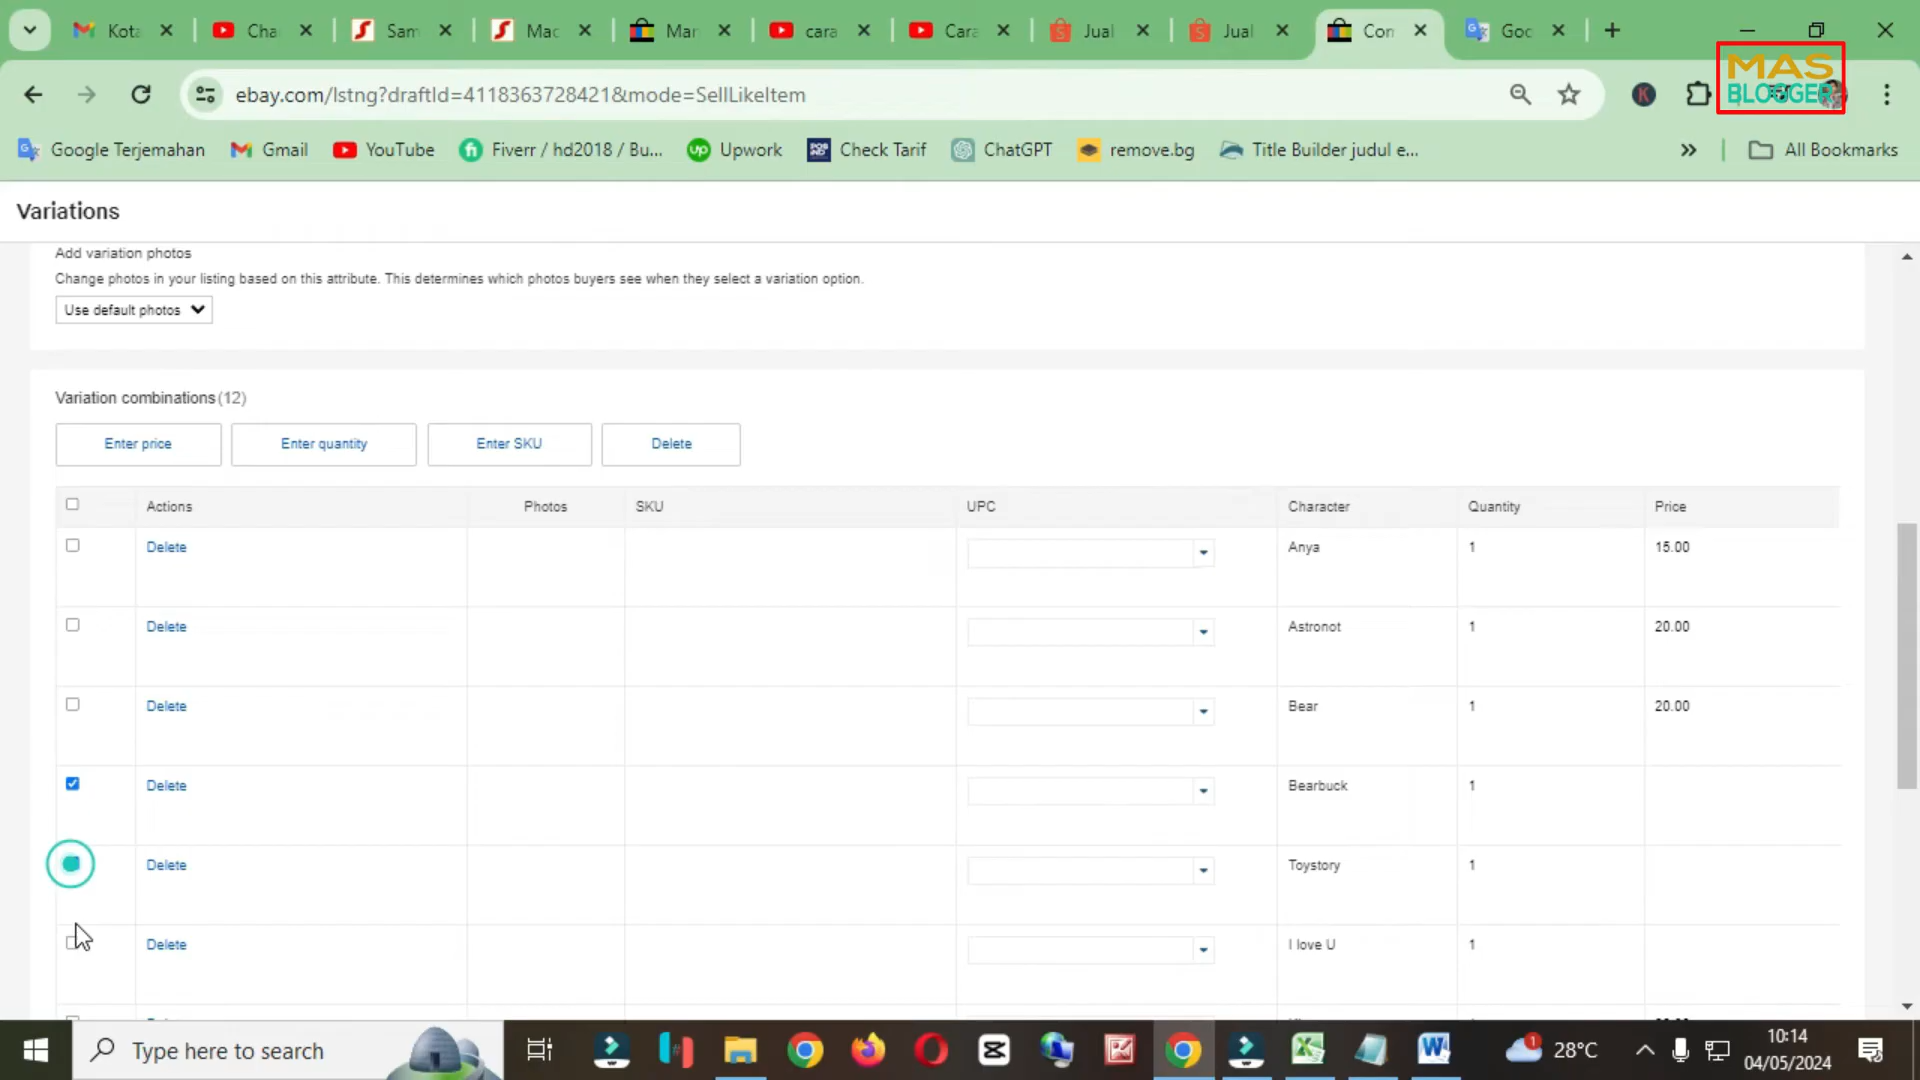 Kota
Cha
Sam
Mac
Mar
cara
Cara
Jual
Jual
Con
Goc
MAS
BLOGGER
ebay.com/lstng?draftId=4118363728421&mode=SellLikeItem
K
Google Terjemahan
Gmail
YouTube
Fiverr / hd2018 / Bu...
Upwork
Check Tarif
ChatGPT
remove.bg
Title Builder judul e...
»
All Bookmarks
Variations
Add variation photos
Change photos in your listing based on this attribute. This determines which photos buyers see when they select a variation option.
Use default photos
Variation combinations (12)
Enter price Enter quantity Enter SKU Delete
Actions Photos SKU UPC Character Quantity Price
Delete Anya 1 15.00
Delete Astronot 1 20.00
Delete Bear 1 20.00
Delete Bearbuck 1
Delete Toystory 1
Delete I love U 1
Type here to search
1
28°C
10:14
04/05/2024